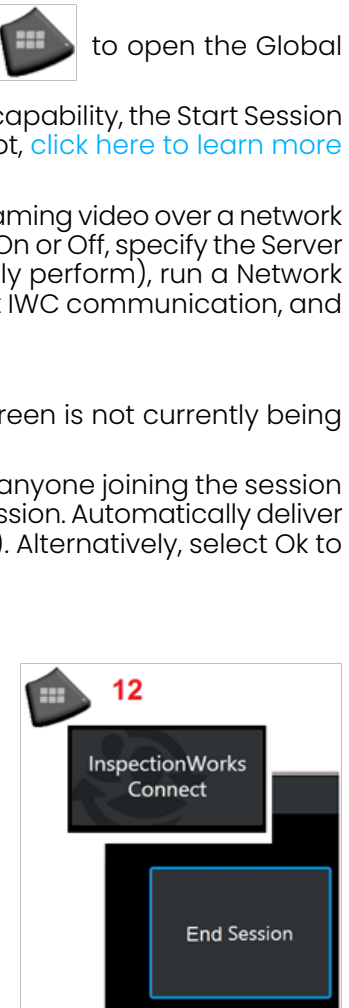 to open the Global
capability, the Start Session
ot, click here to learn more
aming video over a network
On or Off, specify the Server
ly perform), run a Network
t IWC communication, and
reen is not currently being
anyone joining the session
ssion. Automatically deliver
). Alternatively, select Ok to
12
InspectionWorks
Connect
End Session